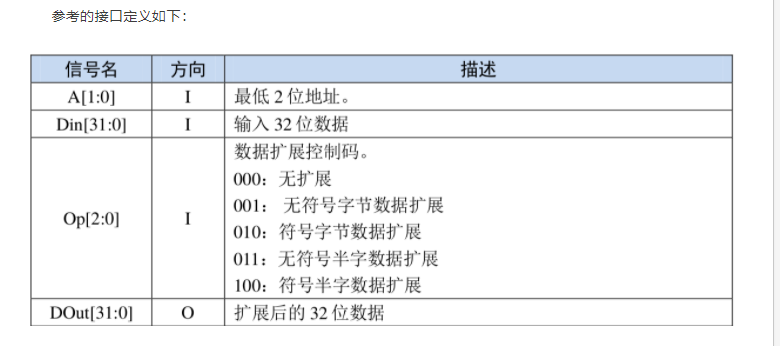 参考的接口定义如下：
信号名 方向 描述
A[1:0] I 最低 2 位地址。
Din[31:0] I 输入 32 位数据
Op[2:0] I 数据扩展控制码。
000：无扩展
001： 无符号字节数据扩展
010：符号字节数据扩展
011：无符号半字数据扩展
100：符号半字数据扩展
DOut[31:0] O 扩展后的 32 位数据